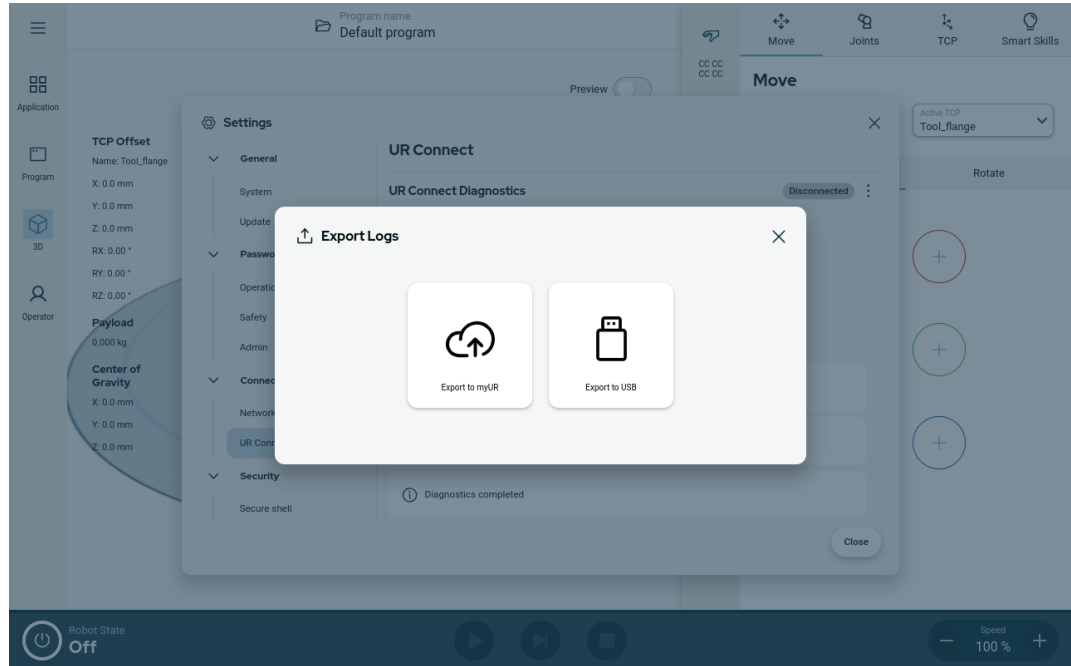 Program name
Default program
Move
Joints
TCP
Smart Skills
CC CC
CC CC
Move
Application
Preview
Active TCP
Tool_flange
Rotate
Program
3D
Operator
TCP Offset
Name: Tool_flange
X: 0.0 mm
Y: 0.0 mm
Z: 0.0 mm
RX: 0.00 °
RY: 0.00 °
RZ: 0.00 °
Payload
0.000 kg
Center of
Gravity
X: 0.0 mm
Y: 0.0 mm
Z: 0.0 mm
Settings
General
System
Update
Passwo
Operatio
Safety
Admin
Connec
Network
UR Conn
Security
Secure shell
UR Connect
UR Connect Diagnostics
Disconnected
Export Logs
Export to myUR
Export to USB
Diagnostics completed
Close
Robot State
Off
Speed
100 %